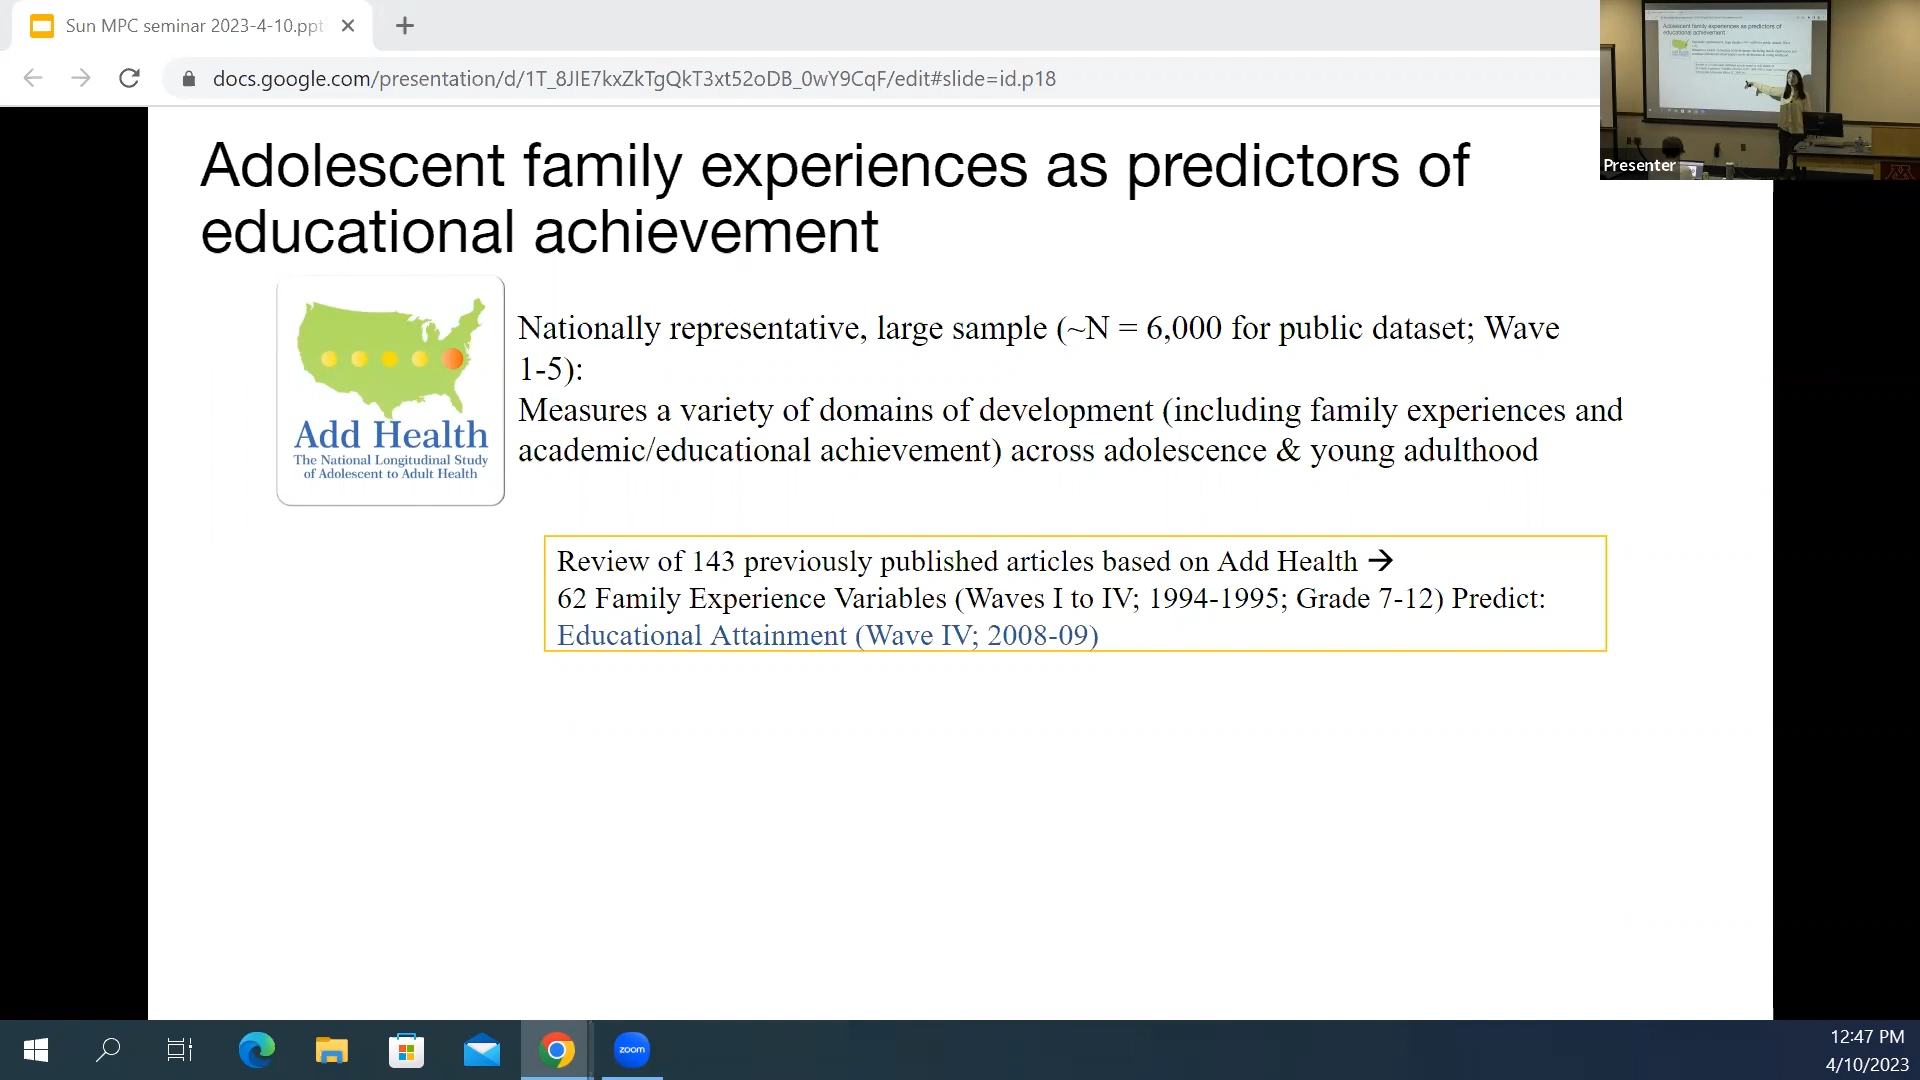 Sun MPC seminar 2023-4-10.ppt
docs.google.com/presentation/d/1T_8JIE7kxZkTgQkT3xt52oDB_0wY9CqF/edit#slide=id.p18
Adolescent family experiences as predictors of
educational achievement
Presenter
Nationally representative, large sample (~N = 6,000 for public dataset; Wave
1-5):
Measures a variety of domains of development (including family experiences and
academic/educational achievement) across adolescence & young adulthood
Add Health
The National Longitudinal Study
of Adolescent to Adult Health
Review of 143 previously published articles based on Add Health →
62 Family Experience Variables (Waves I to IV; 1994-1995; Grade 7-12) Predict:
Educational Attainment (Wave IV; 2008-09)
zoom
12:47 PM
4/10/2023